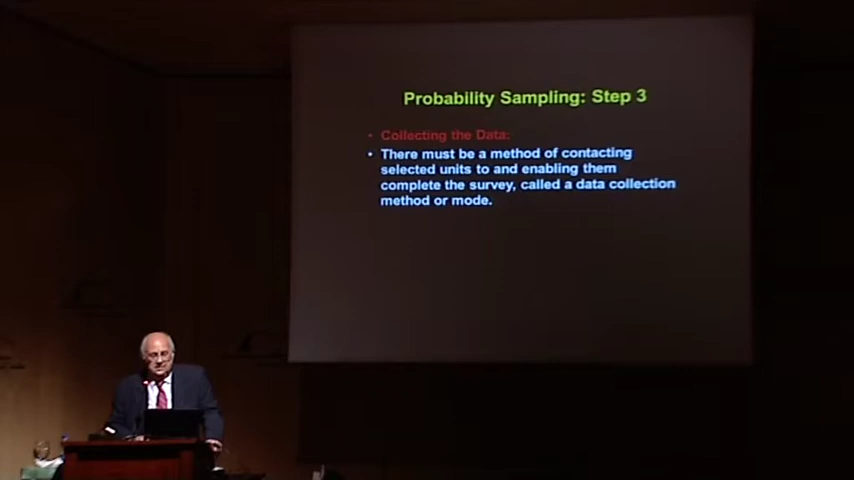 Probability Sampling: Step 3
• Collecting the Data:
• There must be a method of contacting
selected units to and enabling them
complete the survey, called a data collection
method or mode.